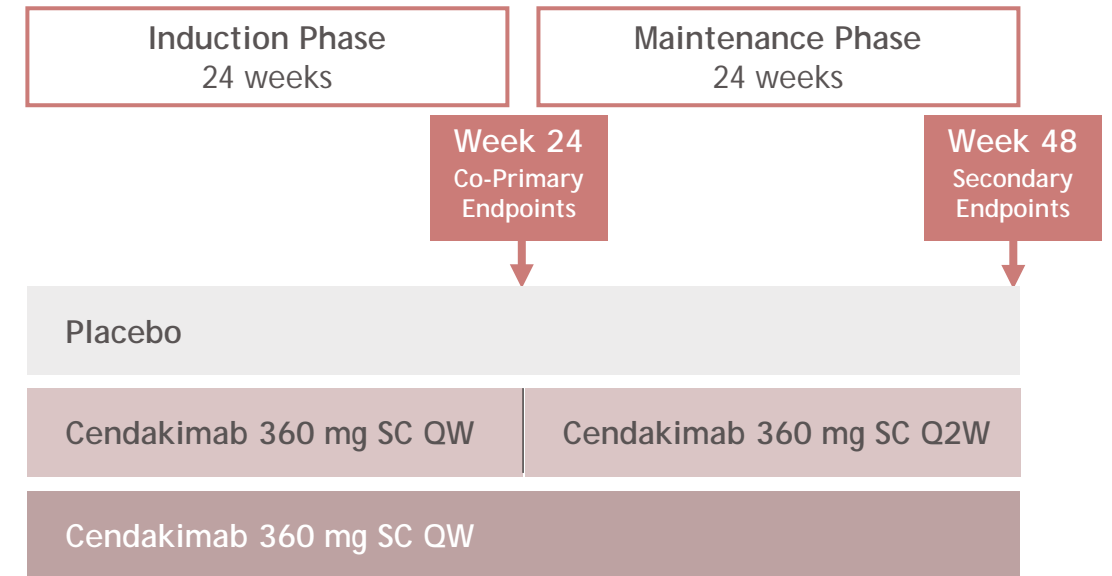 Induction Phase
24 weeks
Maintenance Phase
24 weeks
Week 24
Co-Primary
Endpoints
Week 48
Secondary
Endpoints
Placebo
Cendakimab 360 mg SC QW
Cendakimab 360 mg SC Q2W
Cendakimab 360 mg SC QW